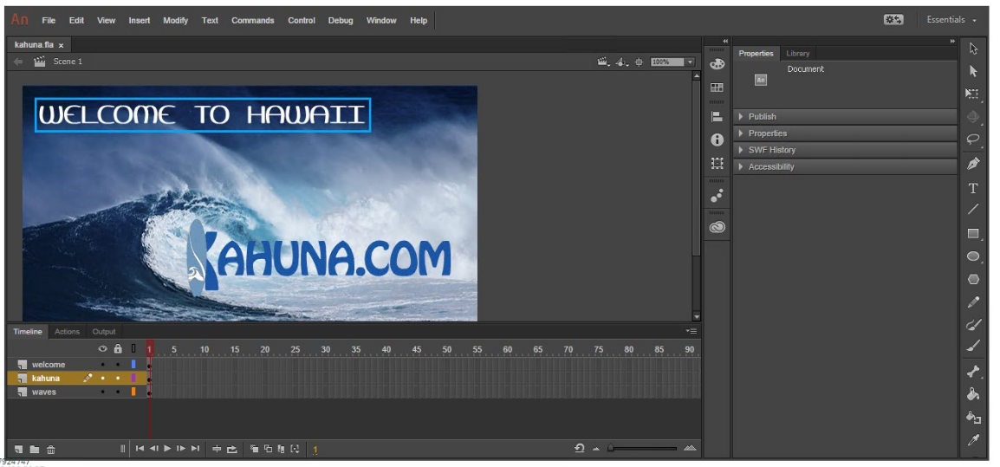 An File Edit View Insert Modify Text Commands Control Debug Window Help Essentials
kahuna.fla x
Scene 1 100%
Properties Library
An Document
WELCOME TO HAWAII
Publish
Properties
SWF History
Accessibility
T
KAHUNA.COM
Timeline Actions Output
1 5 10 15 20 25 30 35 40 45 50 55 60 65 70 75 80 85 90
welcome
kahuna
waves
1